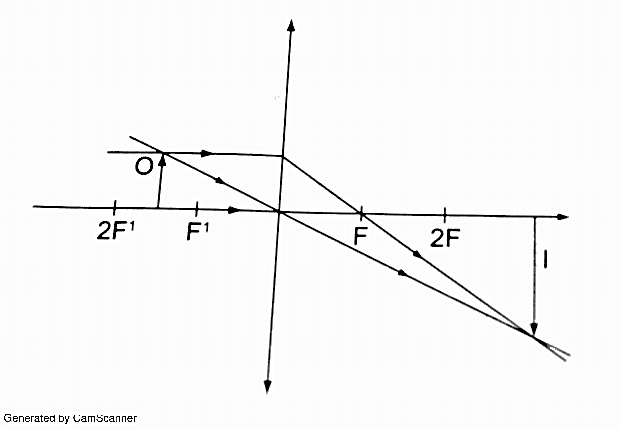 O
2F¹ F¹ F 2F
I
Generated by CamScanner